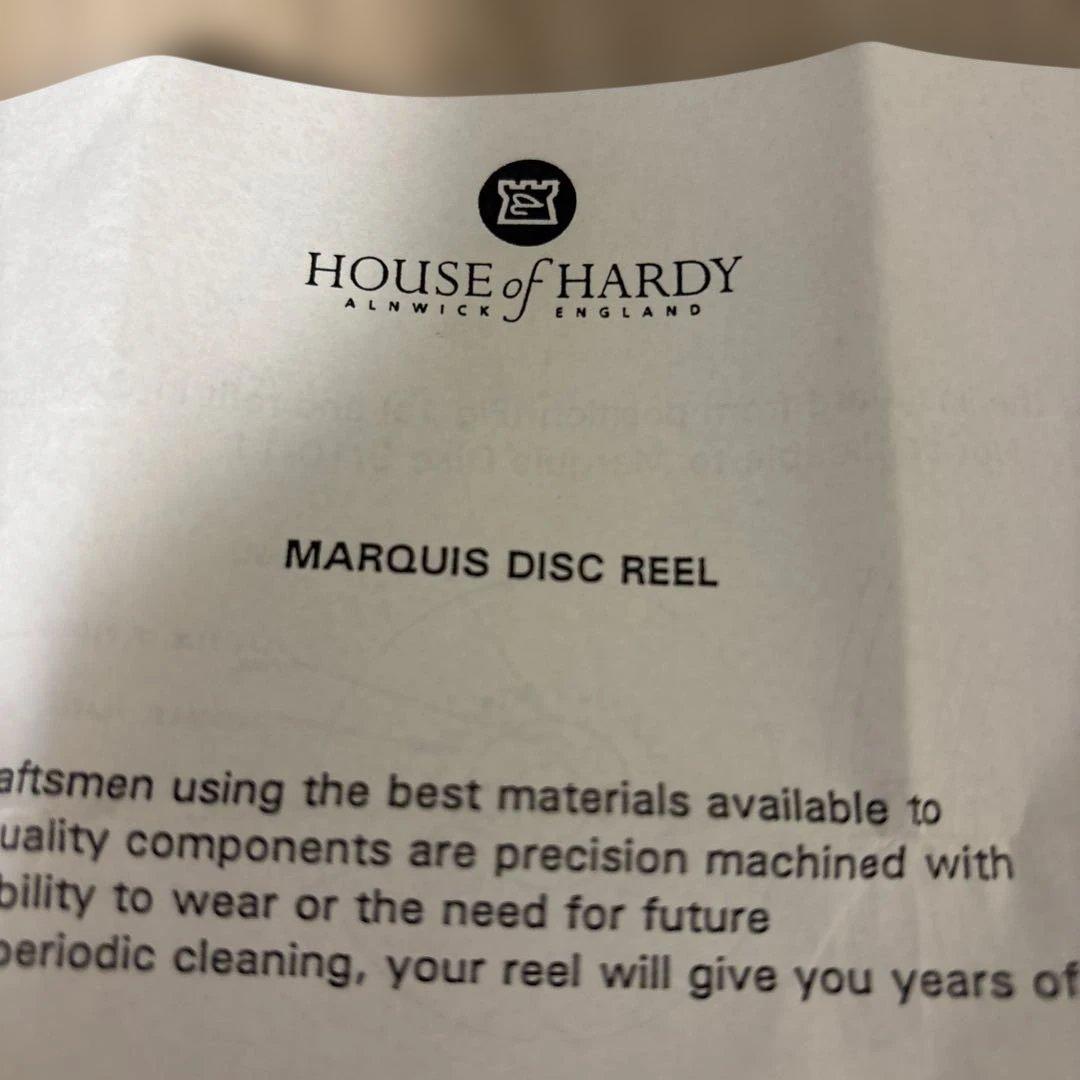 HOUSE of HARDY
ALNWICK ENGLAND
MARQUIS DISC REEL
aftsmen using the best materials available to
uality components are precision machined with
bility to wear or the need for future
periodic cleaning, your reel will give you years of